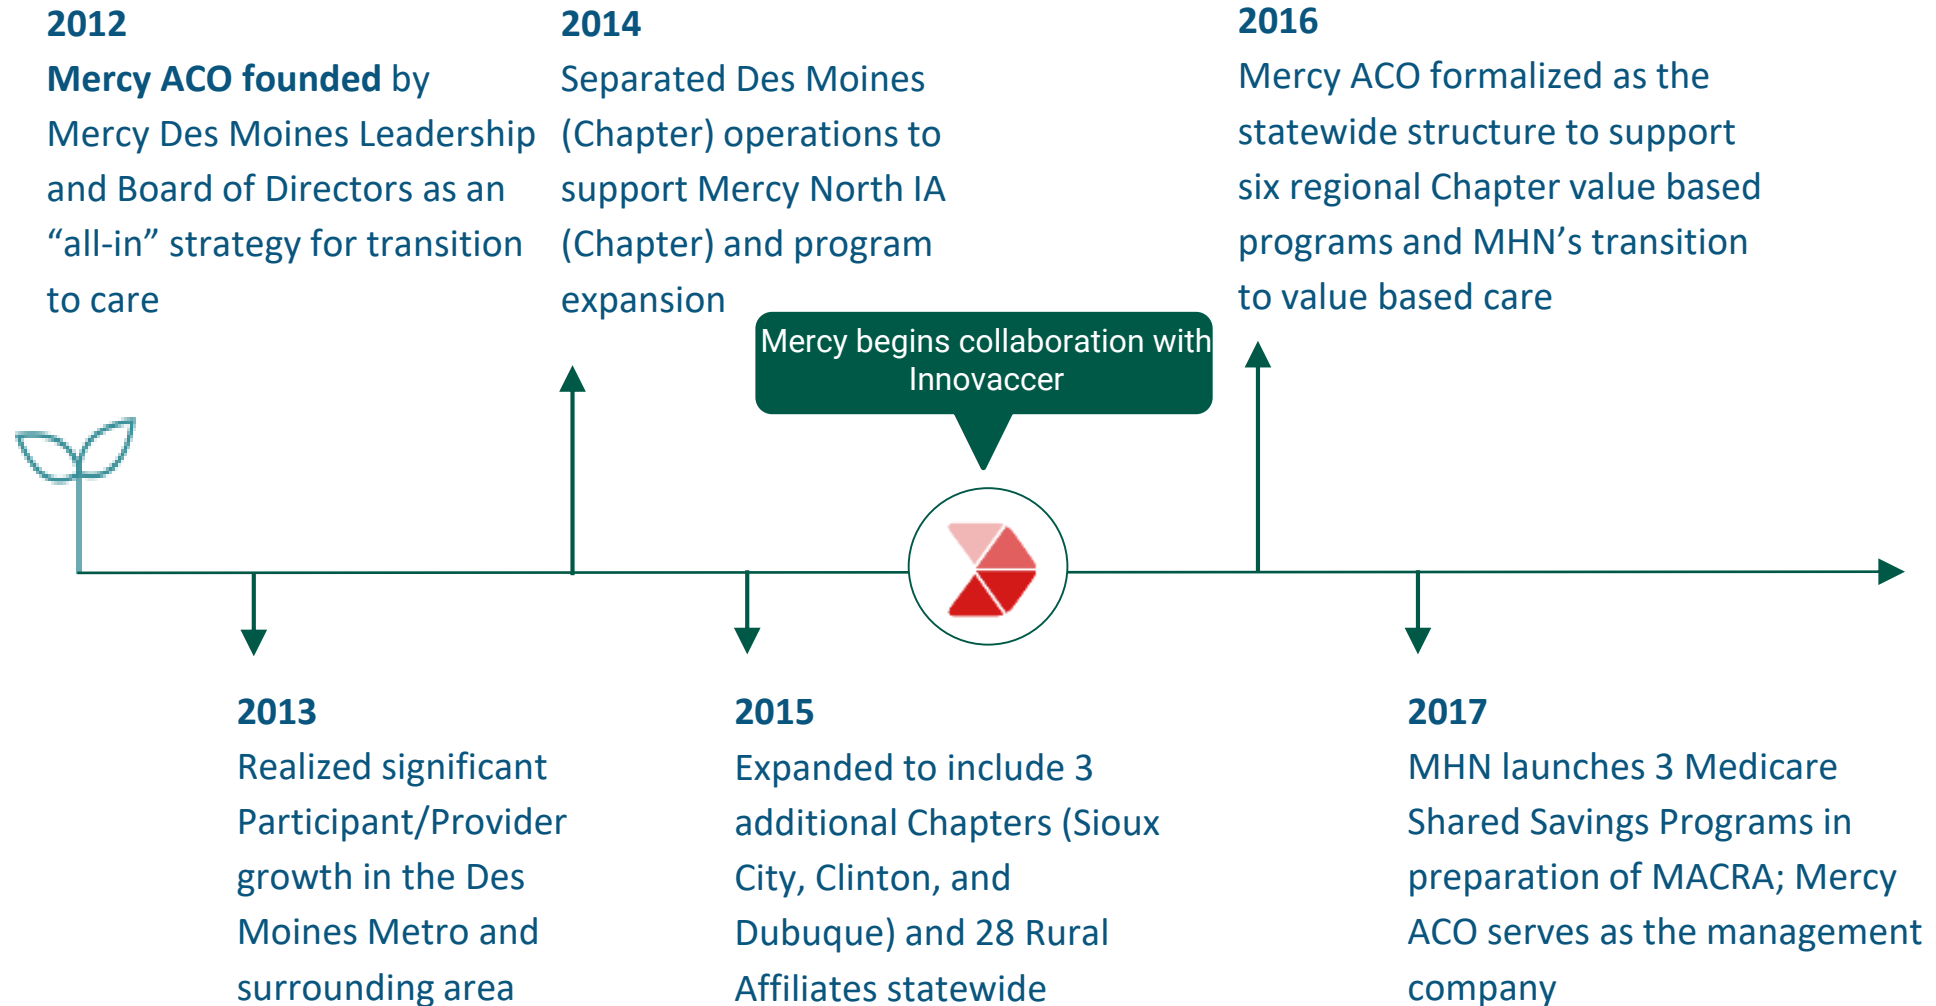 2012
Mercy ACO founded by
Mercy Des Moines Leadership
and Board of Directors as an
“all-in” strategy for transition
to care
2014
Separated Des Moines
(Chapter) operations to
support Mercy North IA
(Chapter) and program
expansion
Mercy begins collaboration with
Innovaccer
2016
Mercy ACO formalized as the
statewide structure to support
six regional Chapter value based
programs and MHN’s transition
to value based care
2013
Realized significant
Participant/Provider
growth in the Des
Moines Metro and
surrounding area
2015
Expanded to include 3
additional Chapters (Sioux
City, Clinton, and
Dubuque) and 28 Rural
Affiliates statewide
2017
MHN launches 3 Medicare
Shared Savings Programs in
preparation of MACRA; Mercy
ACO serves as the management
company